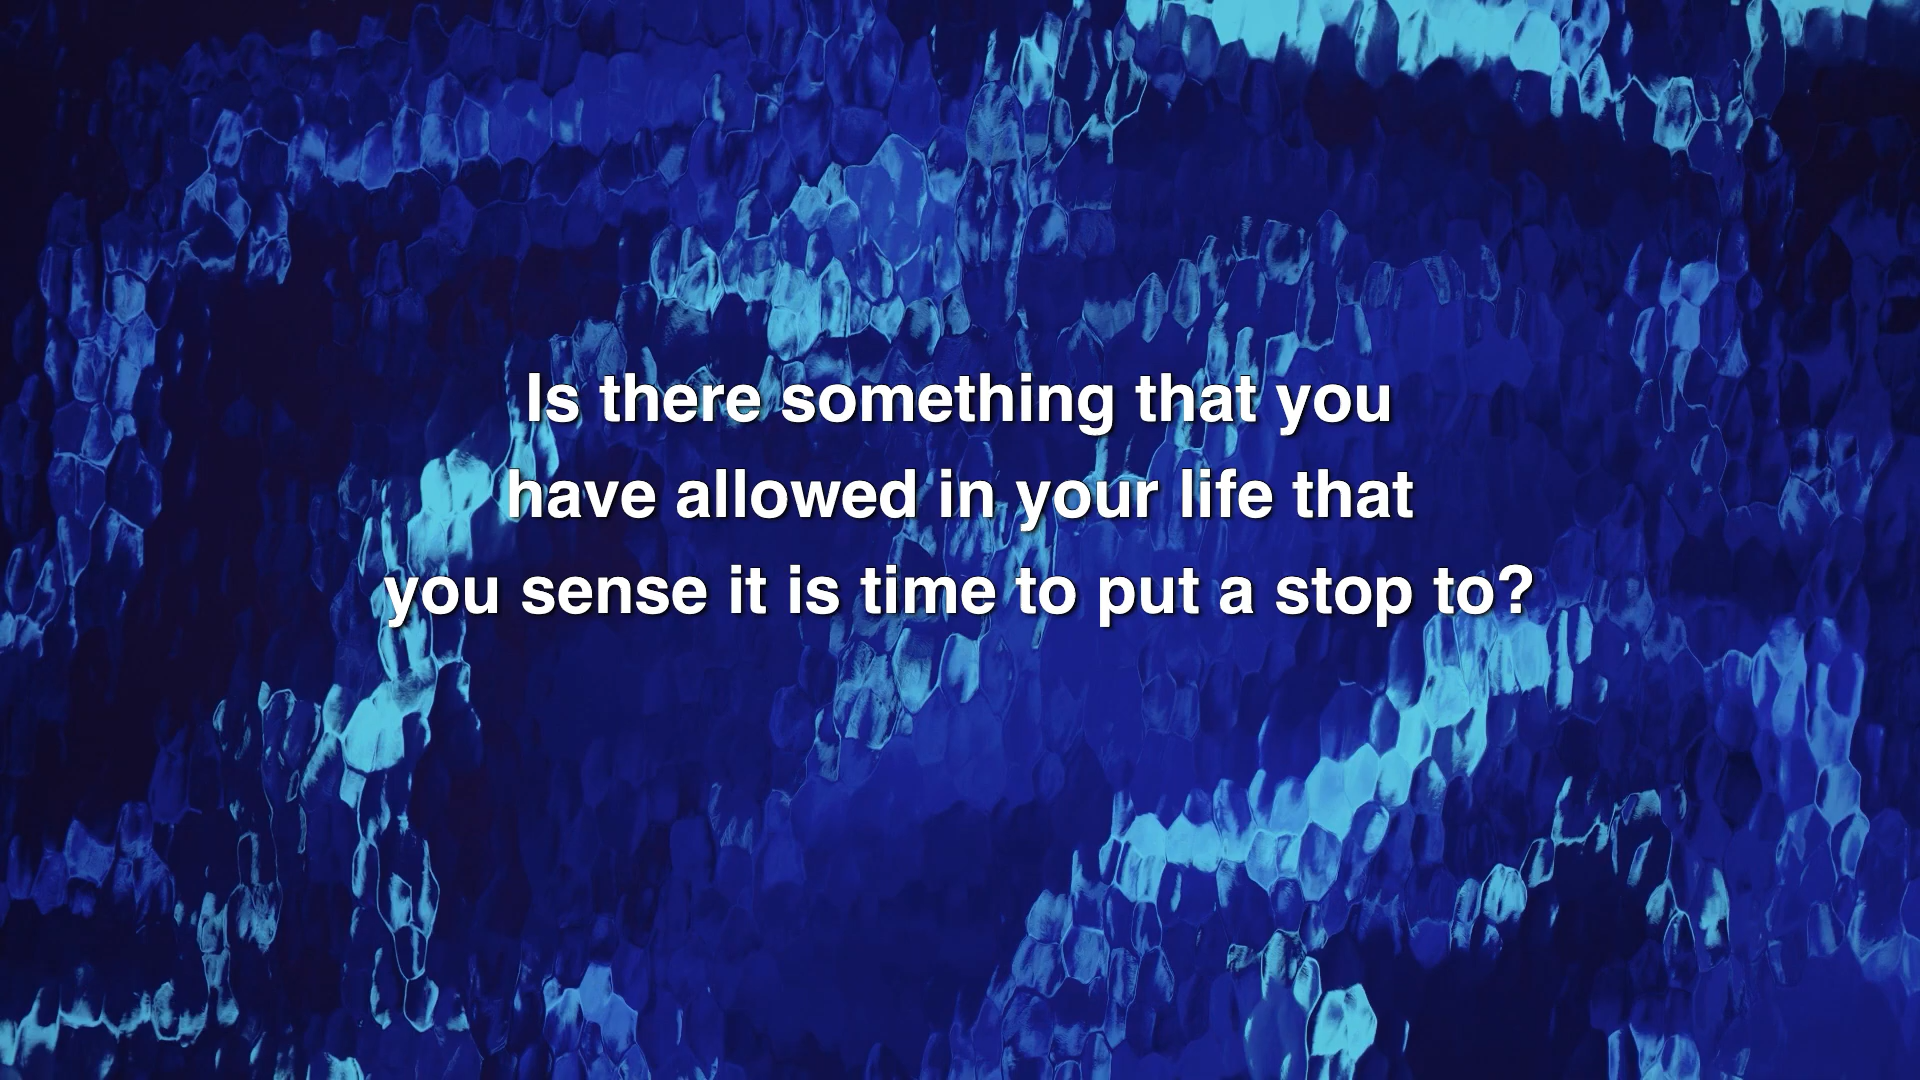 Is there something that you
have allowed in your life that
you sense it is time to put a stop to?